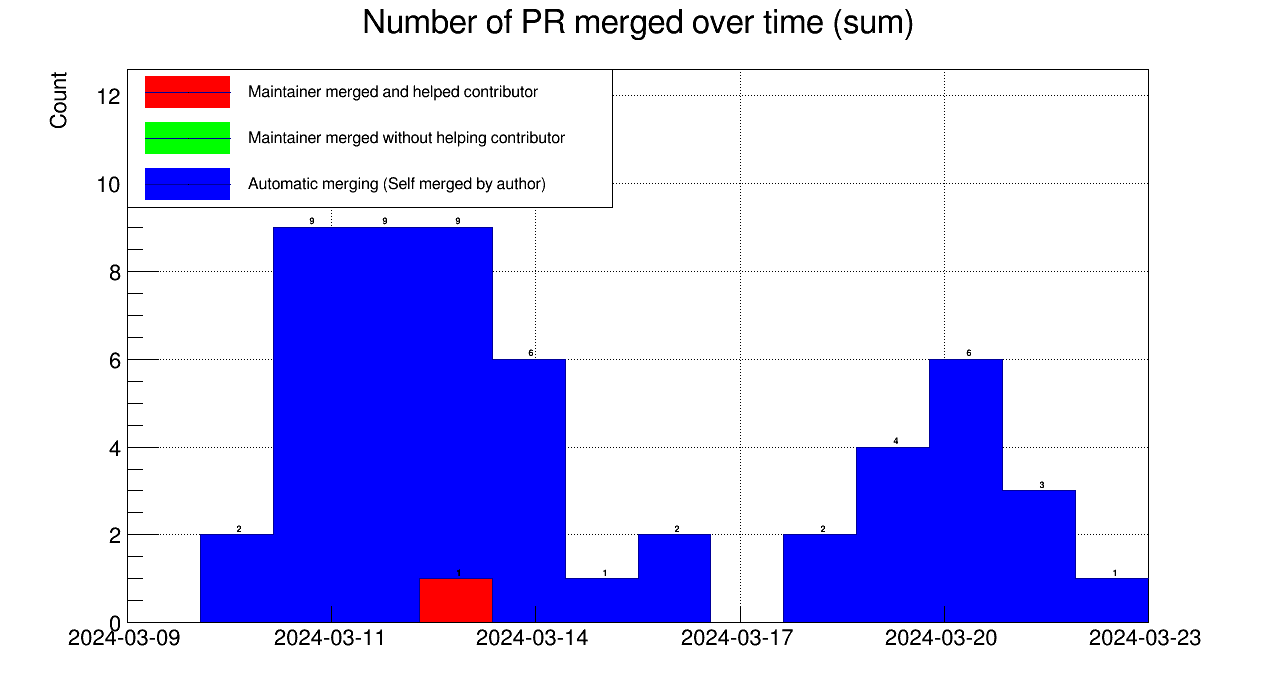 Number of PR merged over time (sum)
Count
Maintainer merged and helped contributor
Maintainer merged without helping contributor
Automatic merging (Self merged by author)
12
10
8
6
4
2
0
9 9 9
6
2
1
1
2
2
4
6
3
1
2024-03-09 2024-03-11 2024-03-14 2024-03-17 2024-03-20 2024-03-23